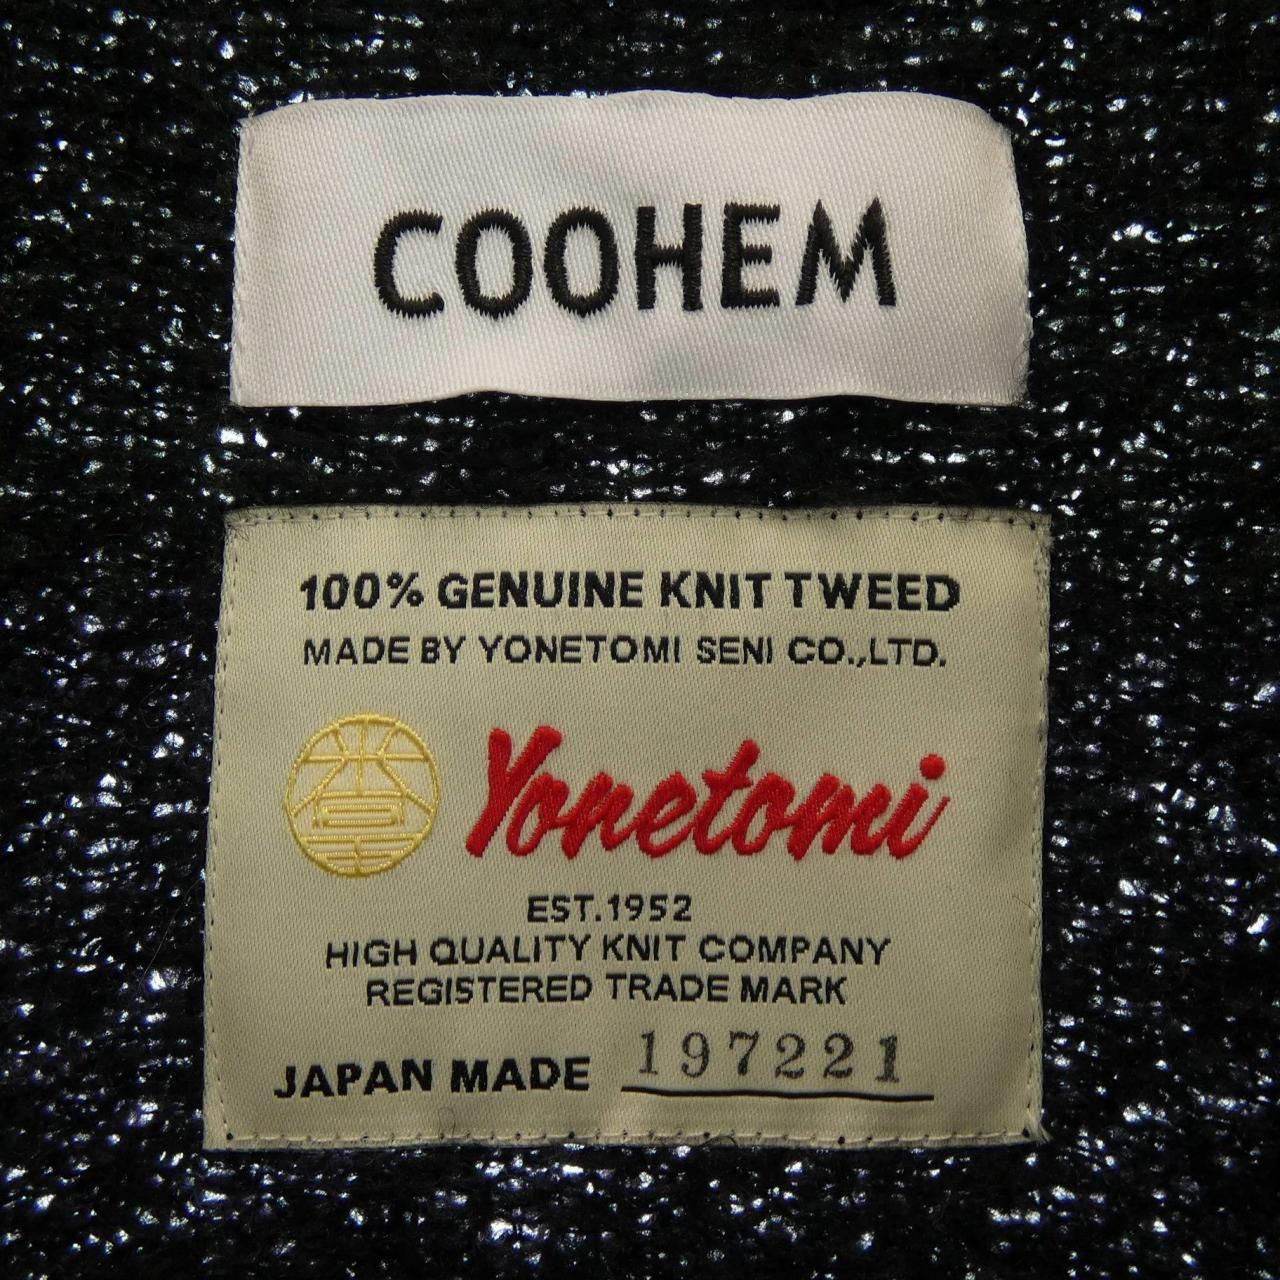 COOHEM
100% GENUINE KNIT TWEED
MADE BY YONETOMI SENI CO.,LTD.
Yonetomi
EST.1952
HIGH QUALITY KNIT COMPANY
REGISTERED TRADE MARK
JAPAN MADE 197221